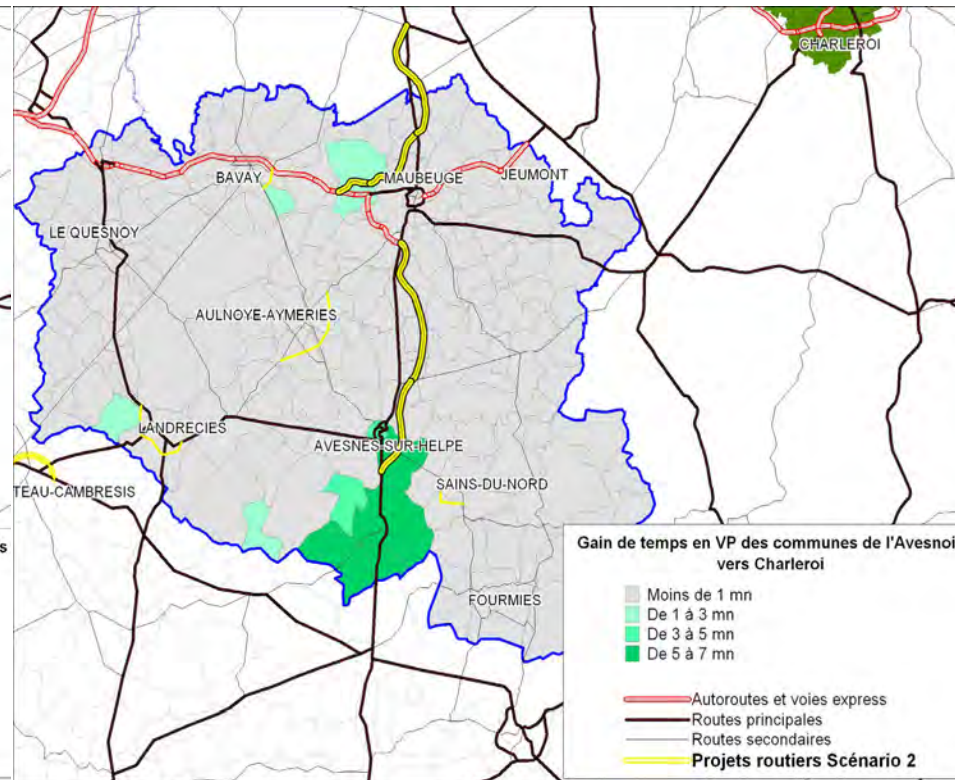 CHARLEROI
BAVAY
MAUBEUGE
JEUMONT
LE QUESNOY
AULNOYE-AYMERIES
LANDRECIES
AVESNES-SUR-HELPE
TEAU-CAMBRESIS
SAINS-DU-NORD
s
FOURMIES
Gain de temps en VP des communes de l'Avesnoi
vers Charleroi
Moins de 1 mn
De 1 à 3 mn
De 3 à 5 mn
De 5 à 7 mn
Autoroutes et voies express
Routes principales
Routes secondaires
Projets routiers Scénario 2